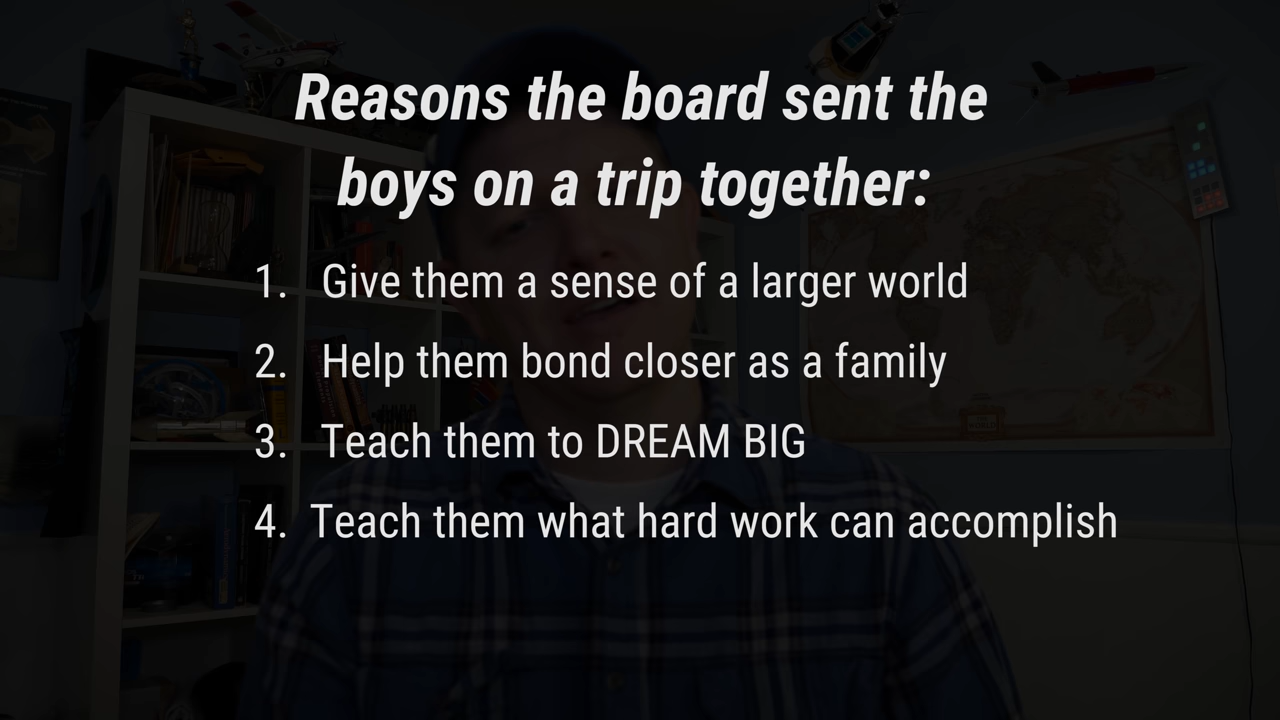 Reasons the board sent the
boys on a trip together:
1. Give them a sense of a larger world
2. Help them bond closer as a family
3. Teach them to DREAM BIG
4. Teach them what hard work can accomplish